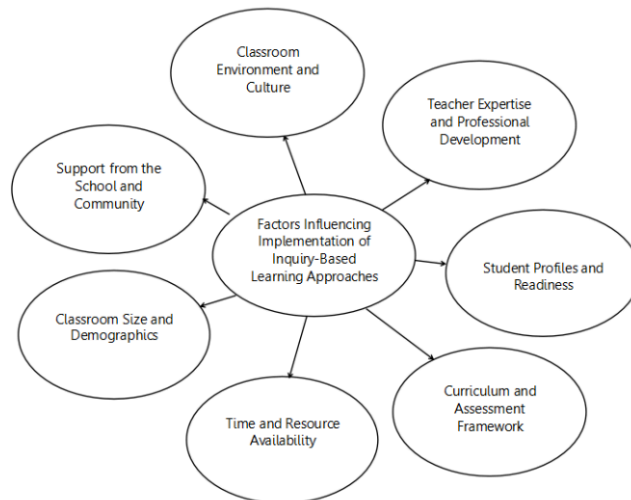 Classroom
Environment and
Culture
Teacher Expertise
and Professional
Development
Support from the
School and
Community
Factors Influencing
Implementation of
Inquiry-Based
Learning Approaches
Student Profiles and
Readiness
Classroom Size and
Demographics
Curriculum and
Assessment
Framework
Time and Resource
Availability